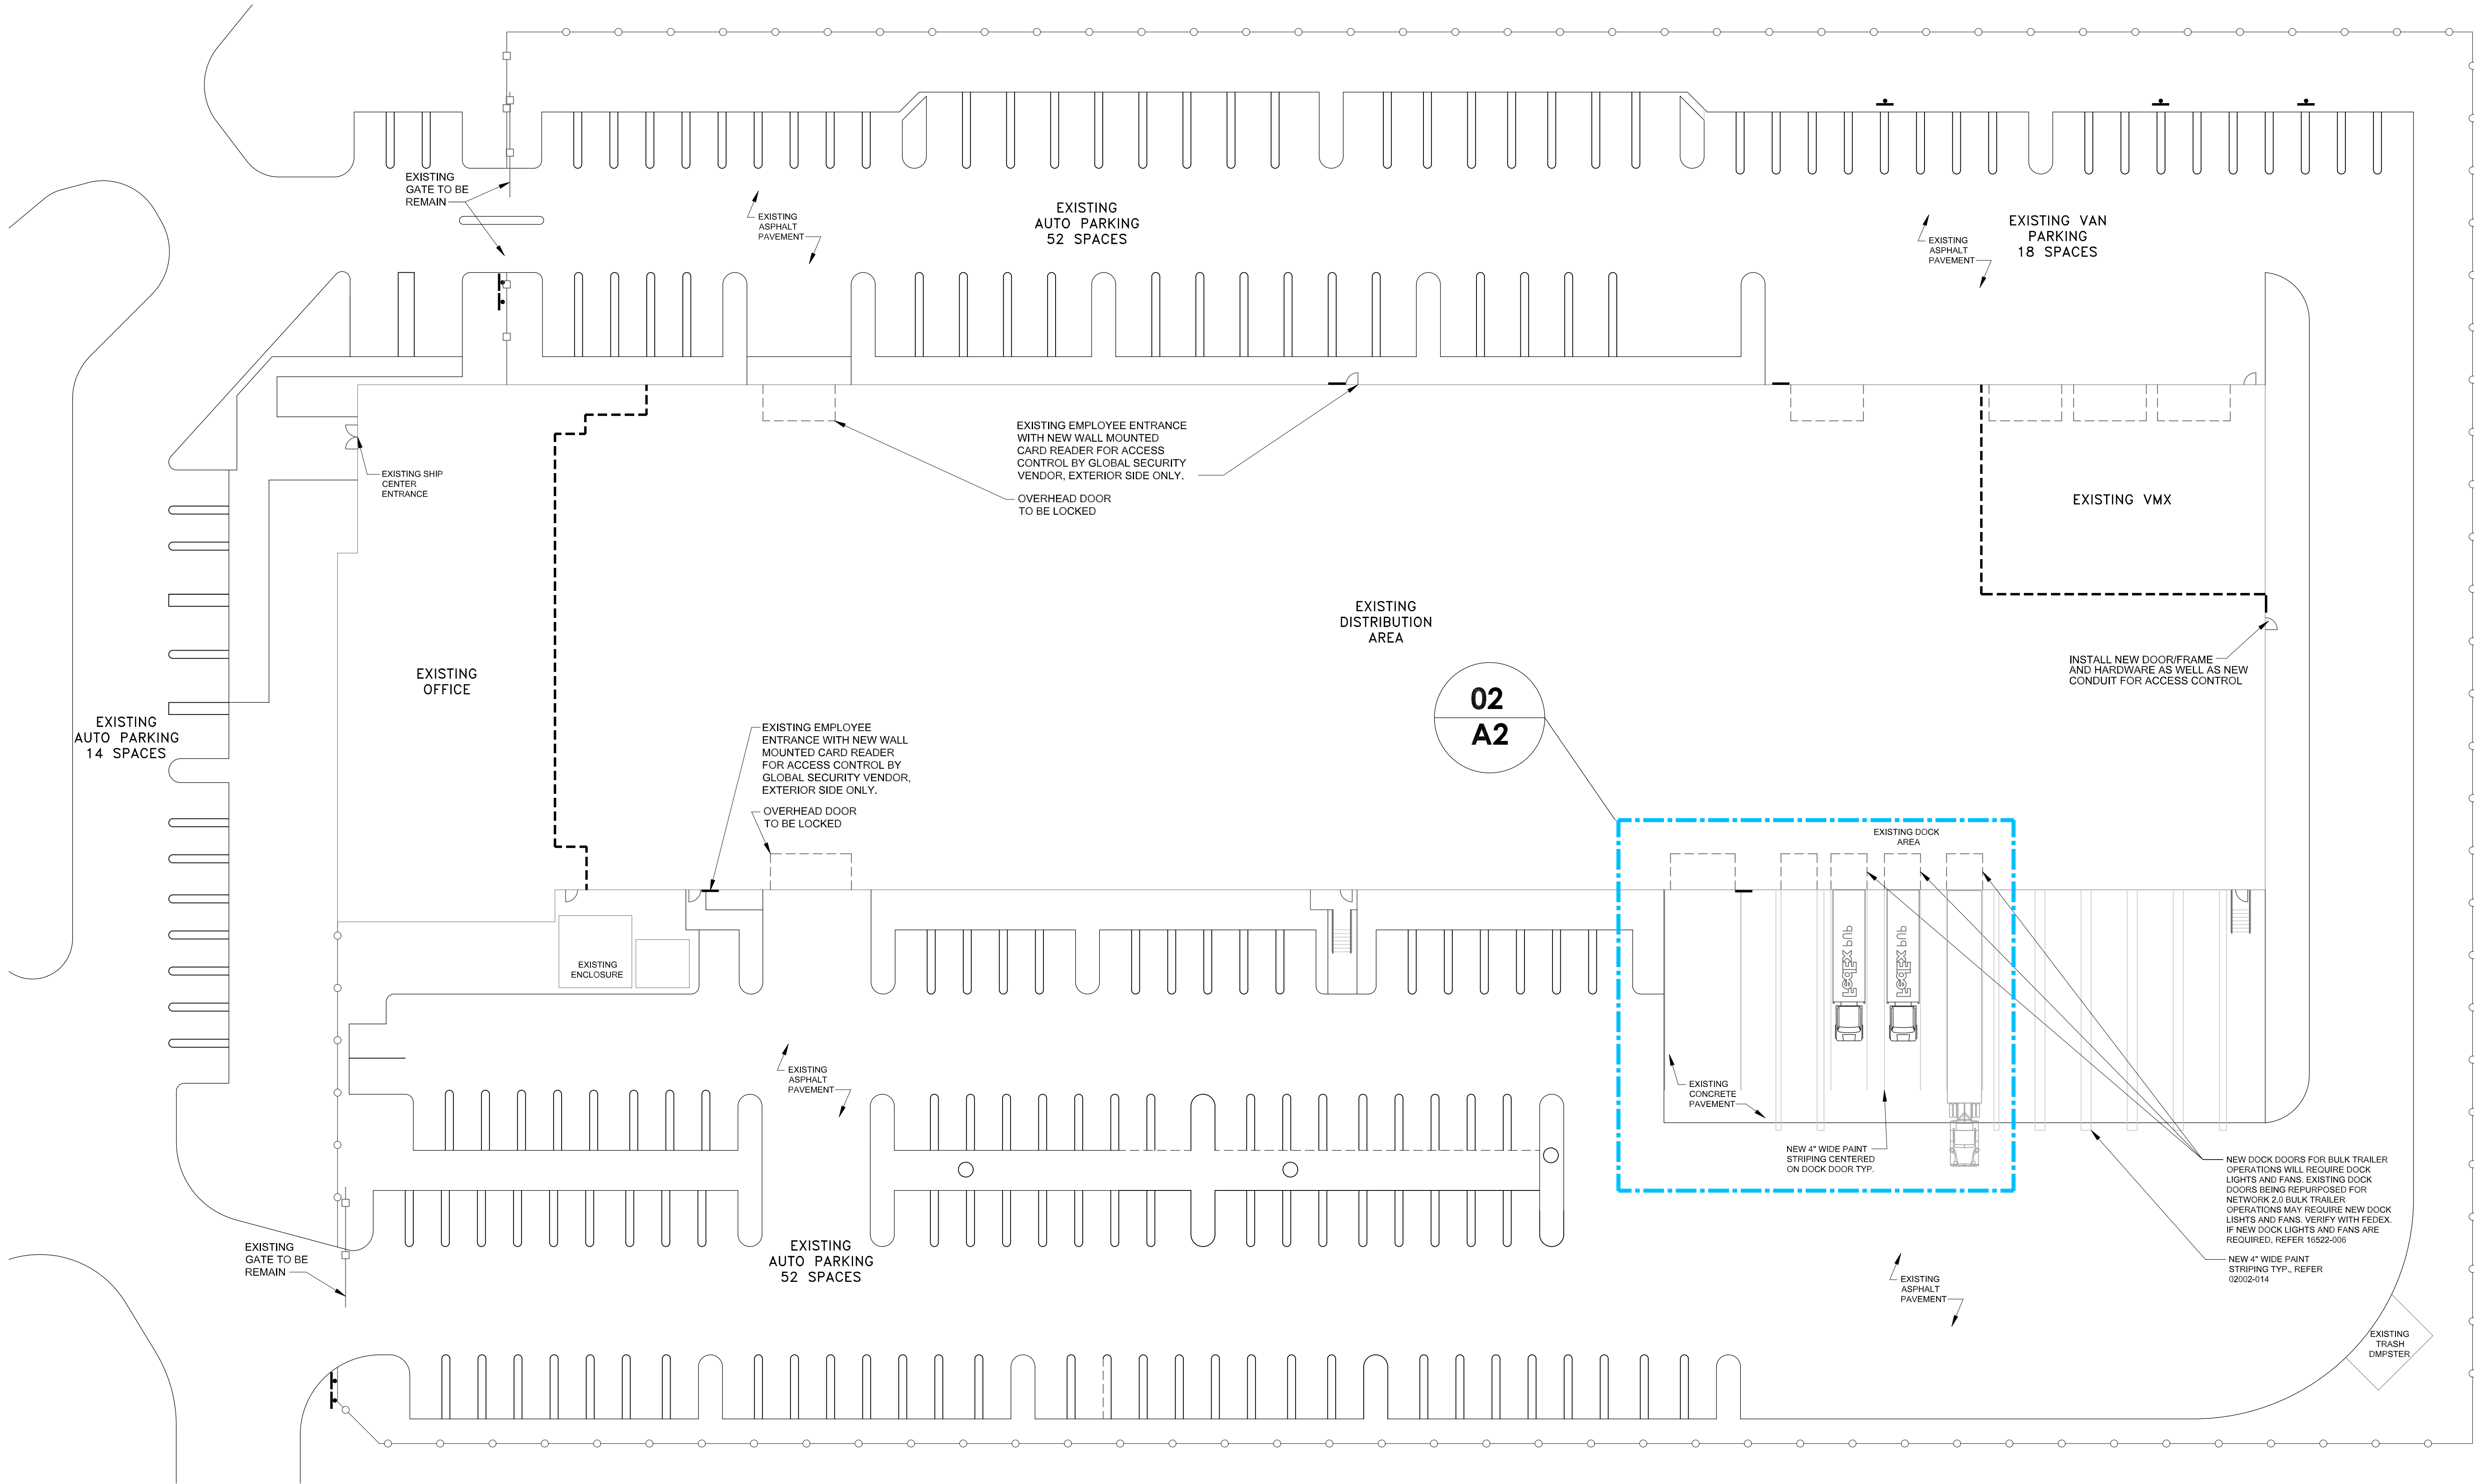 EXISTING
GATE TO BE
REMAIN
EXISTING
ASPHALT
PAVEMENT
EXISTING
AUTO PARKING
52 SPACES
EXISTING
ASPHALT
PAVEMENT
EXISTING VAN
PARKING
18 SPACES
EXISTING SHIP
CENTER
ENTRANCE
EXISTING EMPLOYEE ENTRANCE
WITH NEW WALL MOUNTED
CARD READER FOR ACCESS
CONTROL BY GLOBAL SECURITY
VENDOR, EXTERIOR SIDE ONLY.
OVERHEAD DOOR
TO BE LOCKED
EXISTING VMX
EXISTING
DISTRIBUTION
AREA
INSTALL NEW DOOR/FRAME
AND HARDWARE AS WELL AS NEW
CONDUIT FOR ACCESS CONTROL
EXISTING
OFFICE
02
A2
EXISTING
AUTO PARKING
14 SPACES
EXISTING EMPLOYEE
ENTRANCE WITH NEW WALL
MOUNTED CARD READER
FOR ACCESS CONTROL BY
GLOBAL SECURITY VENDOR,
EXTERIOR SIDE ONLY.
OVERHEAD DOOR
TO BE LOCKED
EXISTING DOCK
AREA
EXISTING
ENCLOSURE
FedEx PUP
FedEx PUP
EXISTING
ASPHALT
PAVEMENT
EXISTING
CONCRETE
PAVEMENT
NEW 4" WIDE PAINT
STRIPING CENTERED
ON DOCK DOOR TYP.
NEW DOCK DOORS FOR BULK TRAILER
OPERATIONS WILL REQUIRE DOCK
LIGHTS AND FANS. EXISTING DOCK
DOORS BEING REPURPOSED FOR
NETWORK 2.0 BULK TRAILER
OPERATIONS MAY REQUIRE NEW DOCK
LISHTS AND FANS. VERIFY WITH FEDEX.
IF NEW DOCK LIGHTS AND FANS ARE
REQUIRED, REFER 16522-006
NEW 4" WIDE PAINT
STRIPING TYP., REFER
02002-014
EXISTING
GATE TO BE
REMAIN
EXISTING
AUTO PARKING
52 SPACES
EXISTING
ASPHALT
PAVEMENT
EXISTING
TRASH
DMPSTER